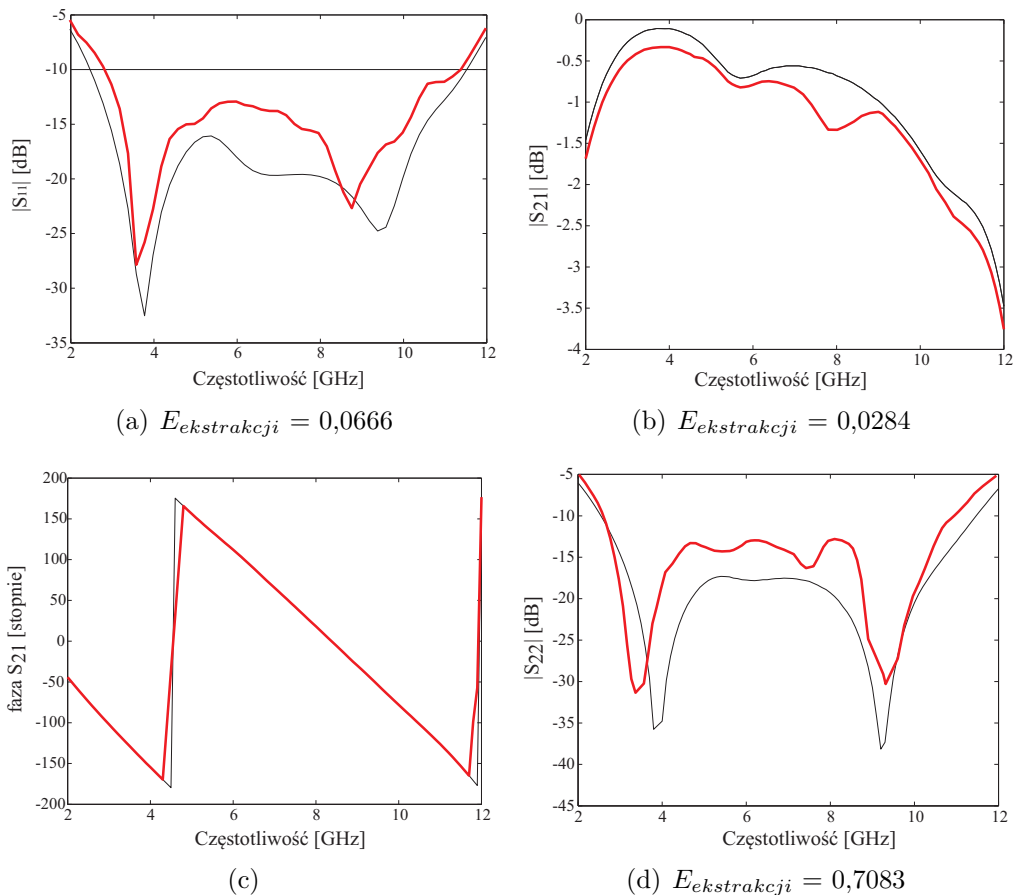 -5
-10
-15
-20
-25
-30
-35
|S11| [dB]
2 4 6 8 10 12
Częstotliwość [GHz]
(a) Eekstrakcji = 0,0666
0
-0.5
-1
-1.5
-2
-2.5
-3
-3.5
-4
|S21| [dB]
2 4 6 8 10 12
Częstotliwość [GHz]
(b) Eekstrakcji = 0,0284
200
150
100
50
0
-50
-100
-150
-200
faza S21 [stopnie]
2 4 6 8 10 12
Częstotliwość [GHz]
(c)
-5
-10
-15
-20
-25
-30
-35
-40
-45
|S22| [dB]
2 4 6 8 10 12
Częstotliwość [GHz]
(d) Eekstrakcji = 0,7083